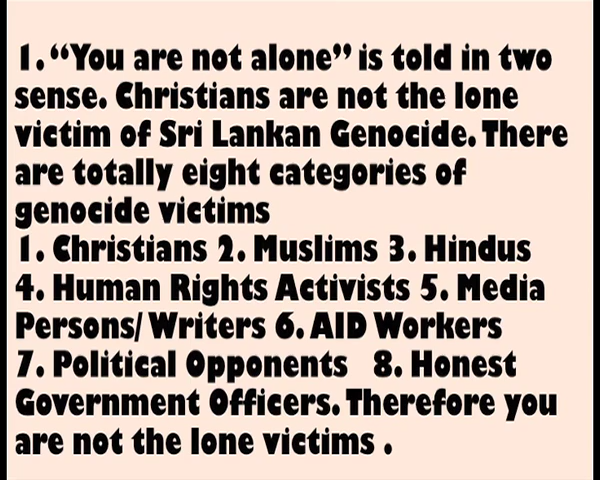 1. “You are not alone” is told in two
sense. Christians are not the lone
victim of Sri Lankan Genocide. There
are totally eight categories of
genocide victims
1. Christians 2. Muslims 3. Hindus
4. Human Rights Activists 5. Media
Persons/ Writers 6. AID Workers
7. Political Opponents 8. Honest
Government Officers. Therefore you
are not the lone victims .